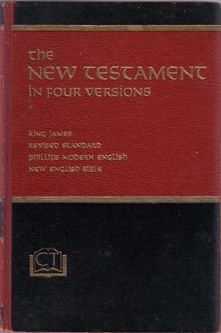 the
NEW TESTAMENT
IN FOUR VERSIONS
KING JAMES
REVISED STANDARD
PHILLIPS MODERN ENGLISH
NEW ENGLISH BIBLE
CT